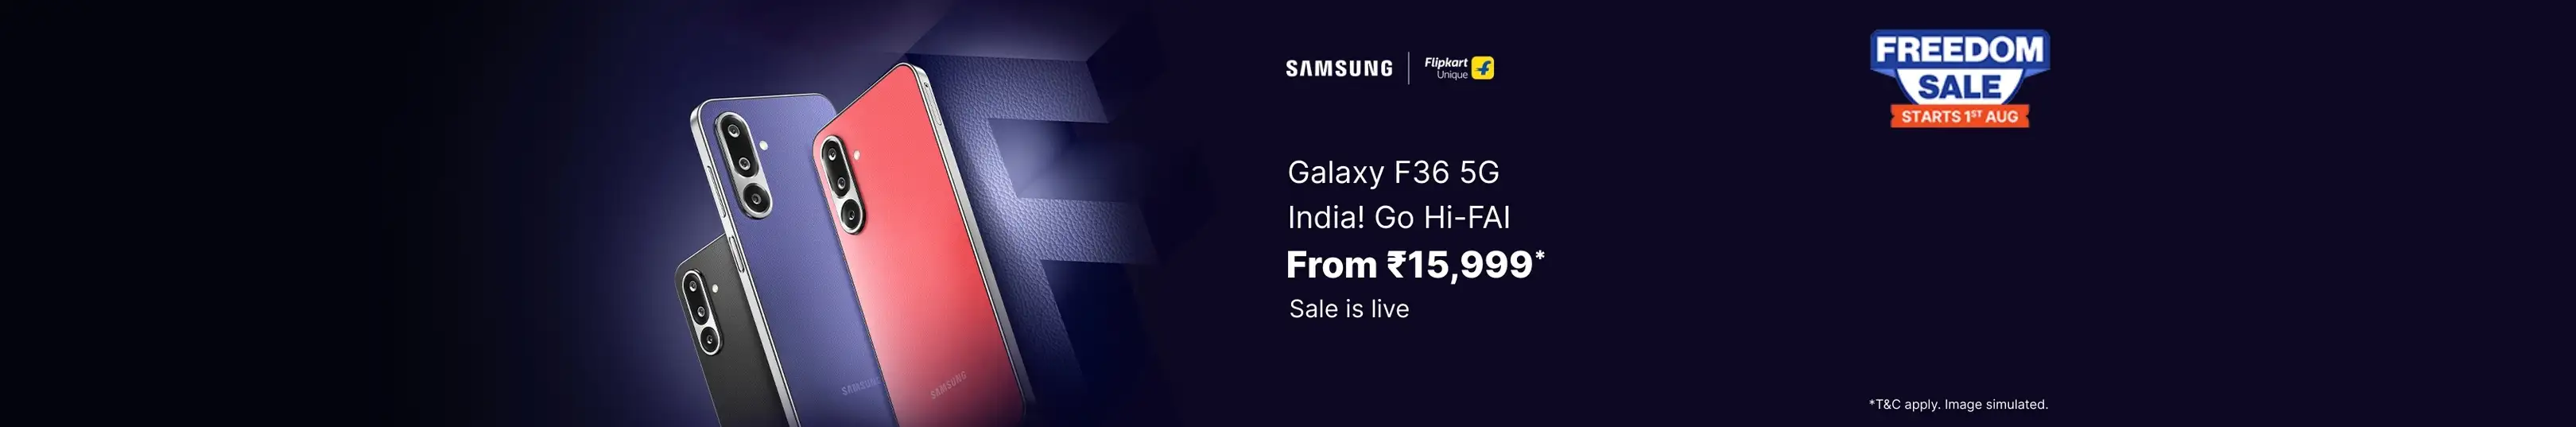 SAMSUNG
Flipkart
Unique
FREEDOM
SALE
STARTS 1ST AUG
Galaxy F36 5G
India! Go Hi-FAI
From ₹15,999*
Sale is live
SAMSUNG
SAMSUNG
*T&C apply. Image simulated.